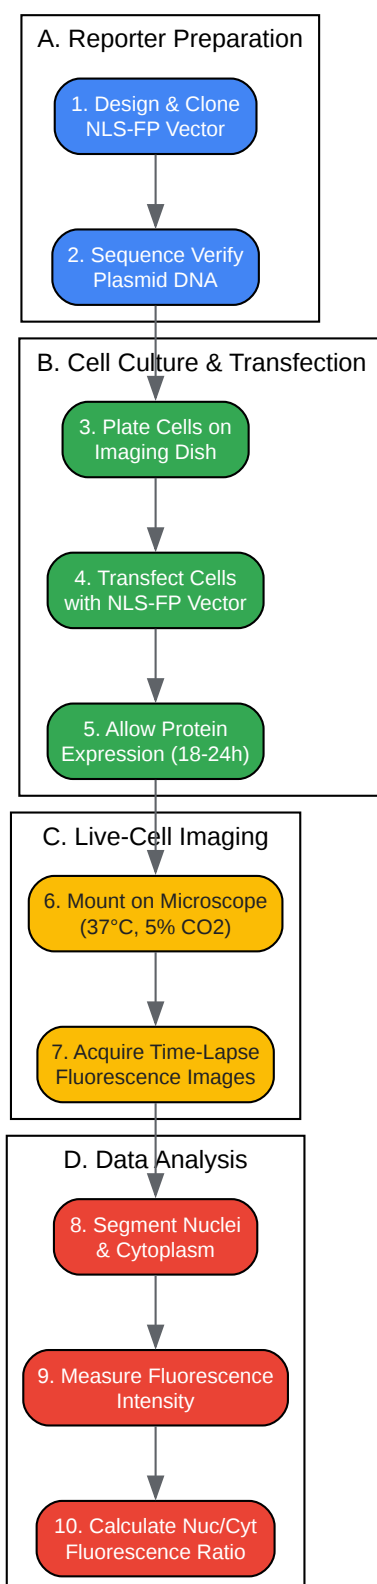 A. Reporter Preparation
1. Design & Clone
NLS-FP Vector
2. Sequence Verify
Plasmid DNA
B. Cell Culture & Transfection
3. Plate Cells on
Imaging Dish
4. Transfect Cells
with NLS-FP Vector
5. Allow Protein
Expression (18-24h)
C. Live-Cell Imaging
6. Mount on Microscope
(37°C, 5% CO2)
7. Acquire Time-Lapse
Fluorescence Images
D. Data Analysis
8. Segment Nuclei
& Cytoplasm
9. Measure Fluorescence
Intensity
10. Calculate Nuc/Cyt
Fluorescence Ratio